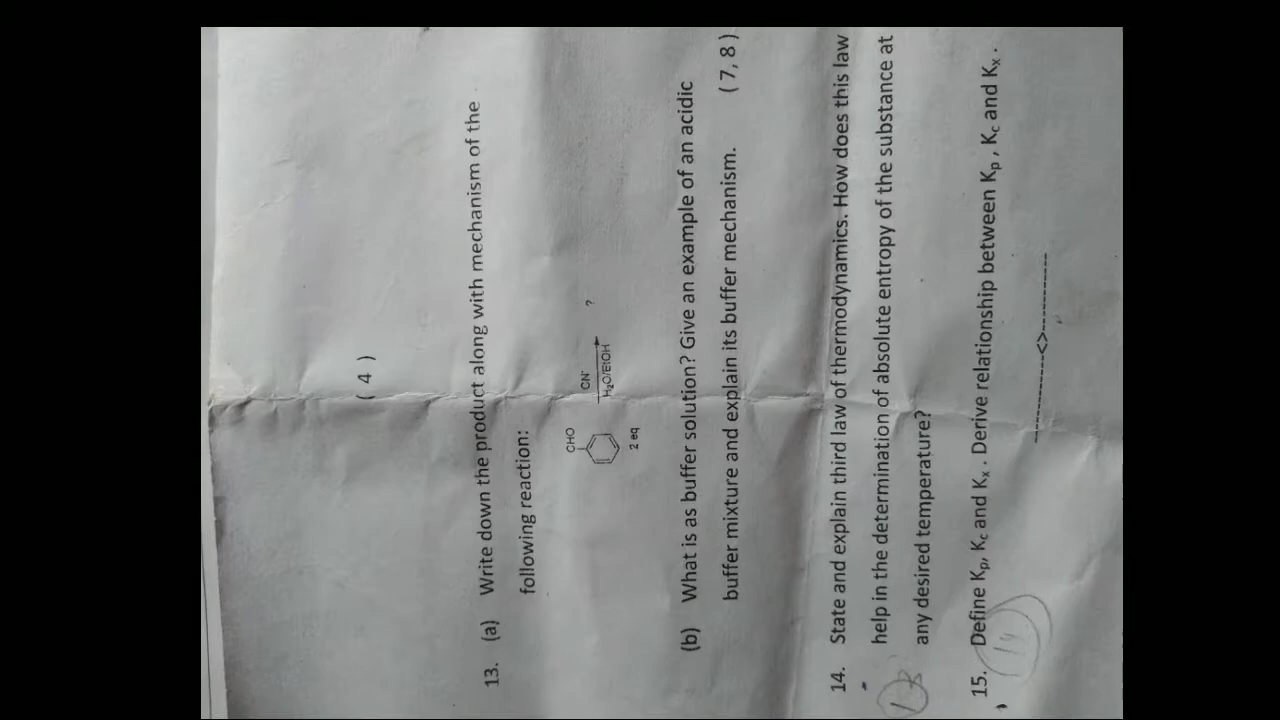 ( 4 )
13. (a) Write down the product along with mechanism of the
following reaction:
CHO
2 eq
CN⁻
H₂O/EtOH
?
(b) What is as buffer solution? Give an example of an acidic
buffer mixture and explain its buffer mechanism. ( 7, 8 )
14. State and explain third law of thermodynamics. How does this law
help in the determination of absolute entropy of the substance at
any desired temperature?
15. Define Kₚ, K꜀ and Kₓ . Derive relationship between Kₚ , K꜀ and Kₓ .
-----------<>-----------